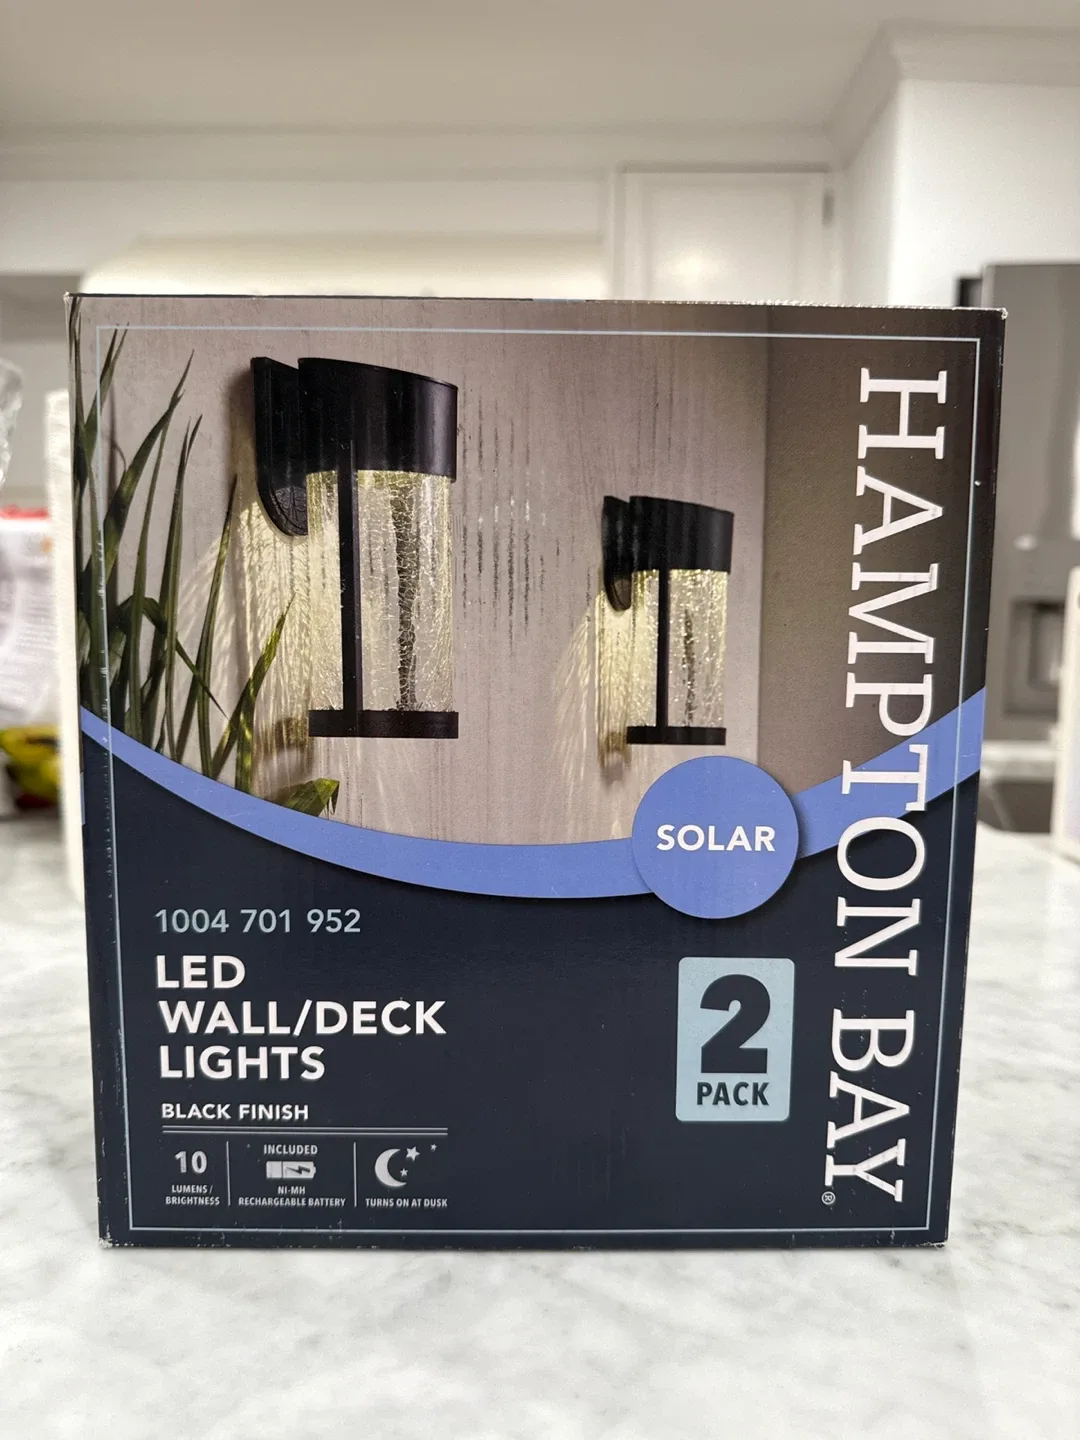 HAMPTON BAY®
SOLAR
1004 701 952
LED
WALL/DECK
LIGHTS
BLACK FINISH
2
PACK
10
LUMENS/
BRIGHTNESS
INCLUDED
NI-MH
RECHARGEABLE BATTERY
TURNS ON AT DUSK